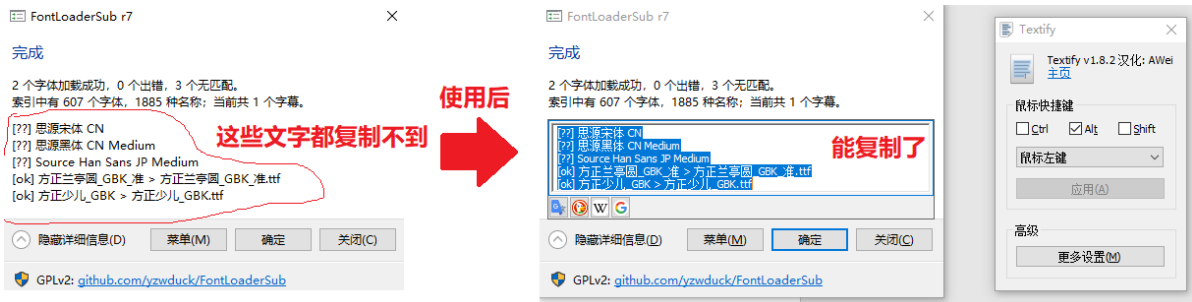 FontLoaderSub r7
完成
2 个字体加载成功，0 个出错，3 个无匹配。
索引中有 607 个字体，1885 种名称；当前共 1 个字幕。
[??] 思源宋体 CN
[??] 思源黑体 CN Medium
[??] Source Han Sans JP Medium
[ok] 方正兰亭圆_GBK_准 > 方正兰亭圆_GBK_准.ttf
[ok] 方正少儿_GBK > 方正少儿_GBK.ttf
这些文字都复制不到
隐藏详细信息(D)
菜单(M)
确定
关闭(C)
GPLv2: github.com/yzwduck/FontLoaderSub
使用后
FontLoaderSub r7
完成
2 个字体加载成功，0 个出错，3 个无匹配。
索引中有 607 个字体，1885 种名称；当前共 1 个字幕。
[??] 思源宋体 CN
[??] 思源黑体 CN Medium
[??] Source Han Sans JP Medium
[ok] 方正兰亭圆_GBK_准 > 方正兰亭圆_GBK_准.ttf
[ok] 方正少儿_GBK > 方正少儿_GBK.ttf
能复制了
W
G
隐藏详细信息(D)
菜单(M)
确定
关闭(C)
GPLv2: github.com/yzwduck/FontLoaderSub
Textify
Textify v1.8.2 汉化: AWei
主页
鼠标快捷键
Ctrl
Alt
Shift
鼠标左键
应用(A)
高级
更多设置(M)